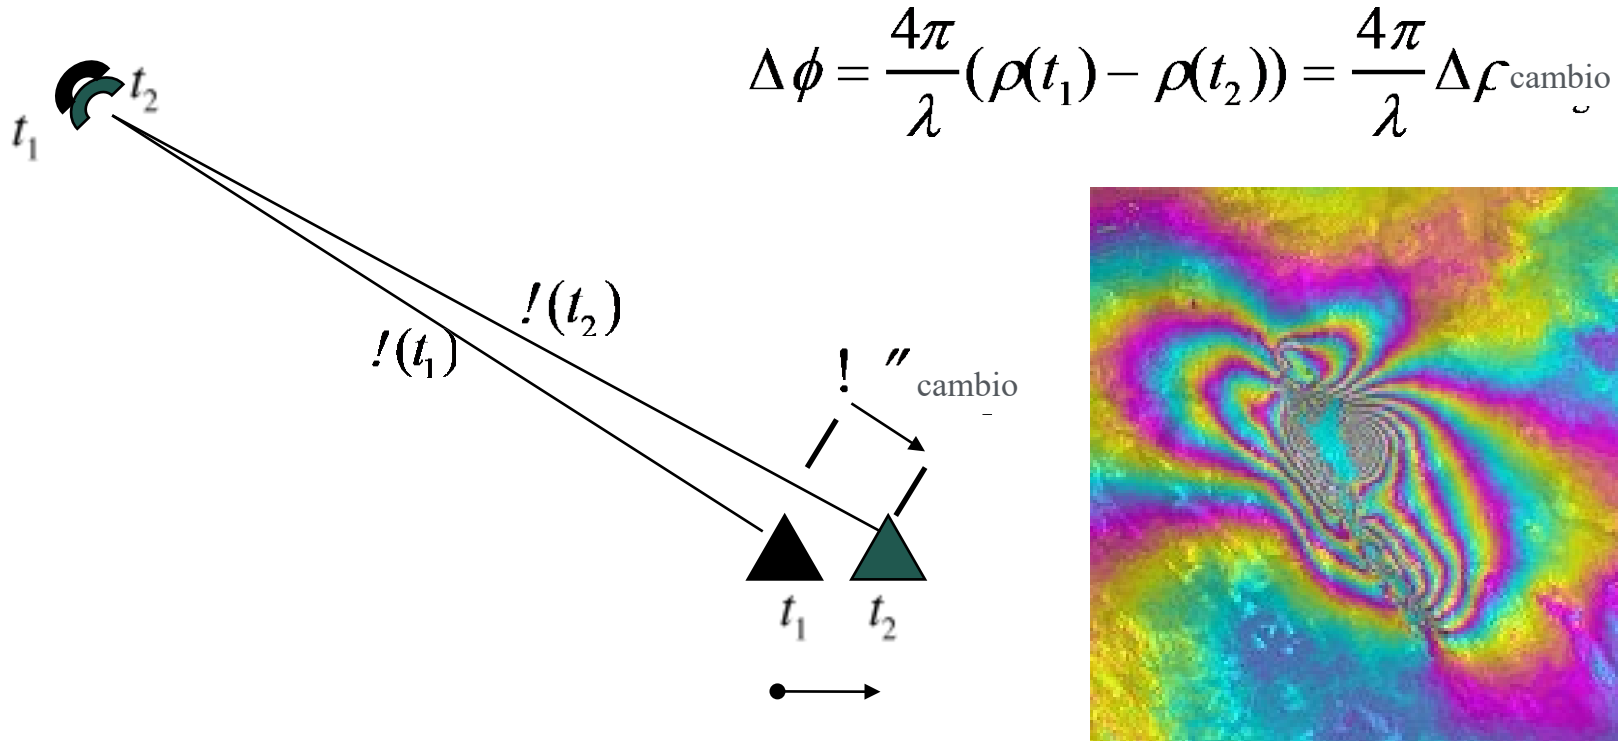 Δϕ = 4π/λ (ρ(t₁) − ρ(t₂)) = 4π/λ Δρ cambio
t₂
t₁
!(t₂)
!(t₁)
! ″ cambio
t₁ t₂